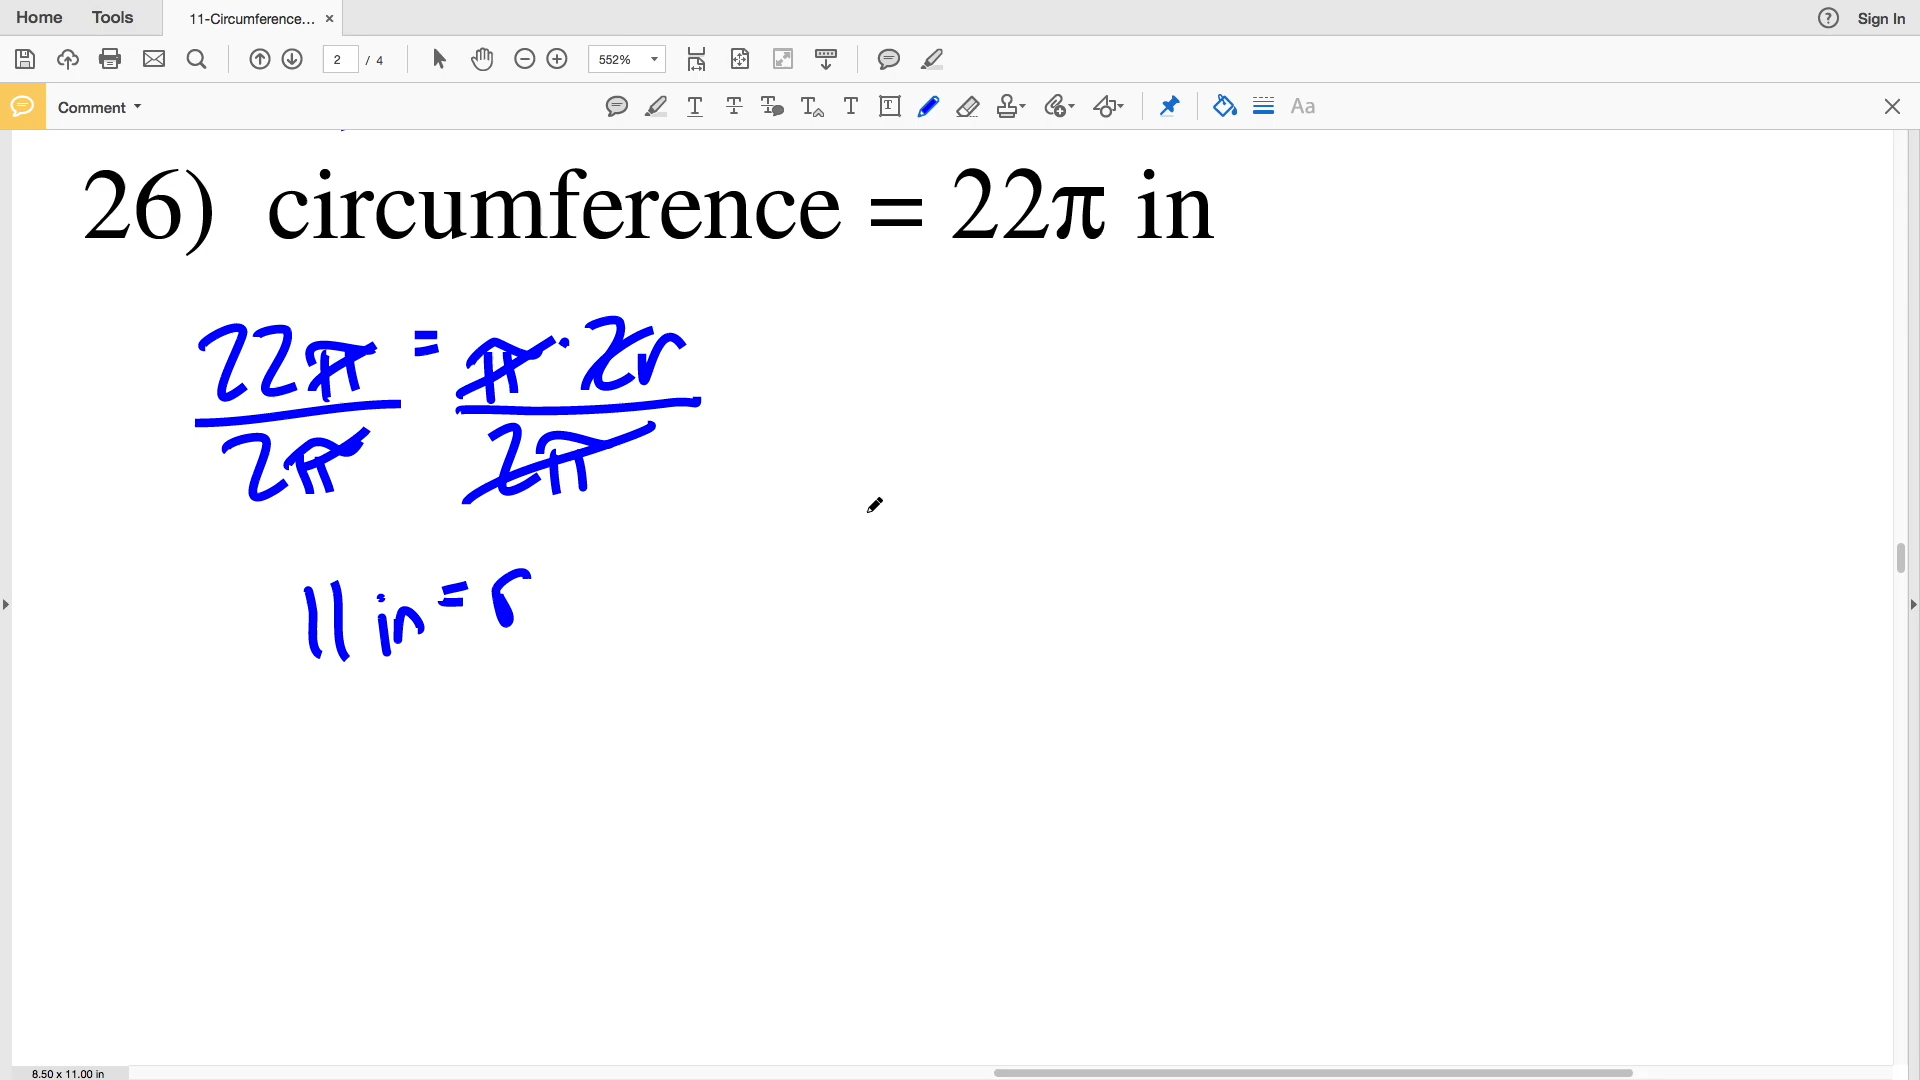 Home Tools 11-Circumference... × ? Sign In
2 / 4 552%
Comment Aa
26) circumference = 22π in
22π = π · 2r
2π 2π
11 in = r
8.50 x 11.00 in